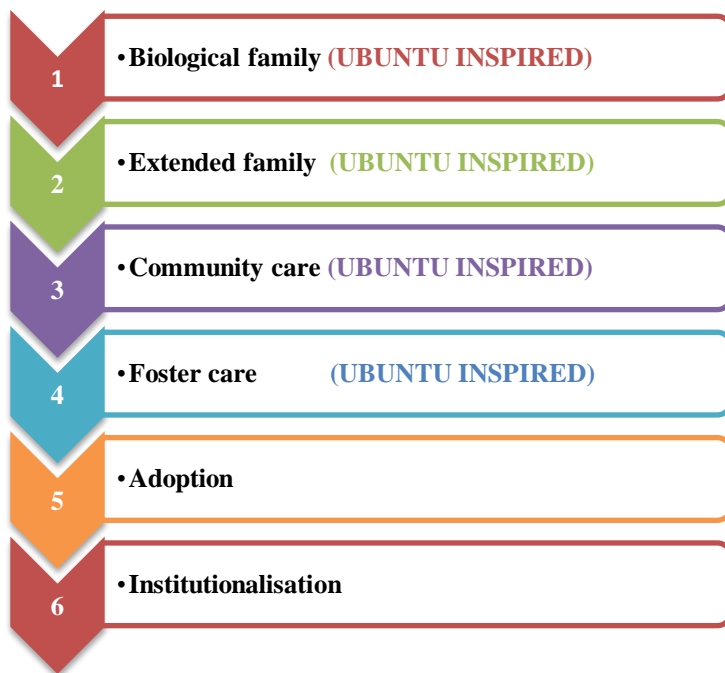 1
•Biological family (UBUNTU INSPIRED)
2
•Extended family (UBUNTU INSPIRED)
3
•Community care (UBUNTU INSPIRED)
4
•Foster care (UBUNTU INSPIRED)
5
•Adoption
6
•Institutionalisation